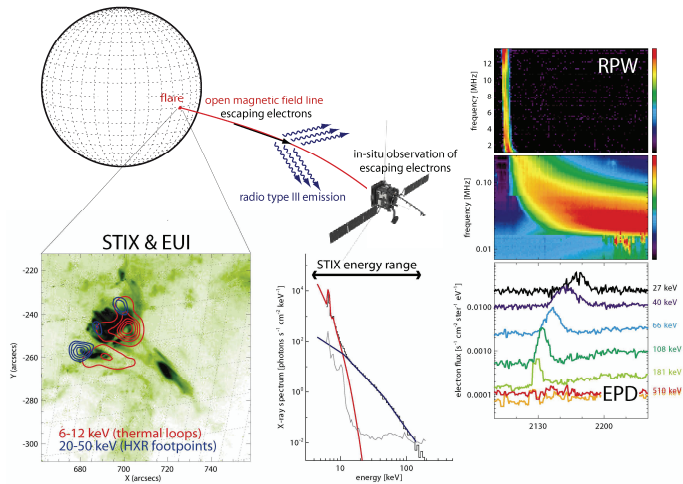 flare
open magnetic field line
escaping electrons
in-situ observation of
escaping electrons
radio type III emission
STIX & EUI
-220
-240
-260
-280
-300
Y (arcsecs)
6-12 keV (thermal loops)
20-50 keV (HXR footpoints)
680
700
720
740
X (arcsecs)
STIX energy range
X-ray spectrum (photons s⁻¹ cm⁻² keV⁻¹)
10⁴
10²
10⁰
10⁻²
10
100
energy [keV]
RPW
frequency [MHz]
12
10
8
6
4
2
frequency [MHz]
0.10
0.01
electron flux (s⁻¹ cm⁻² ster⁻¹ eV⁻¹)
0.0100
0.0010
0.0001
27 keV
40 keV
66 keV
108 keV
181 keV
510 keV
EPD
2130
2200